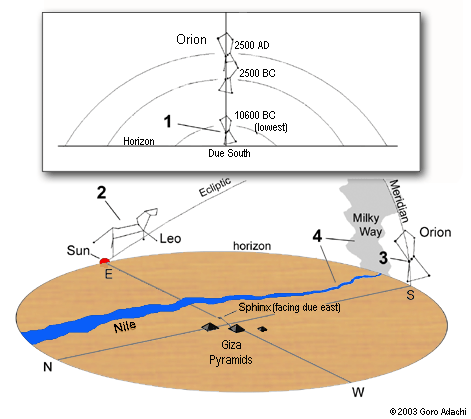 Orion
2500 AD
2500 BC
10600 BC
(lowest)
1
Horizon
Due South
2
Ecliptic
Milky
Way
Meridian
Leo
Sun
E
horizon
4
Orion
3
S
Sphinx (facing due east)
Nile
Giza
Pyramids
N
W
© 2003 Goro Adachi